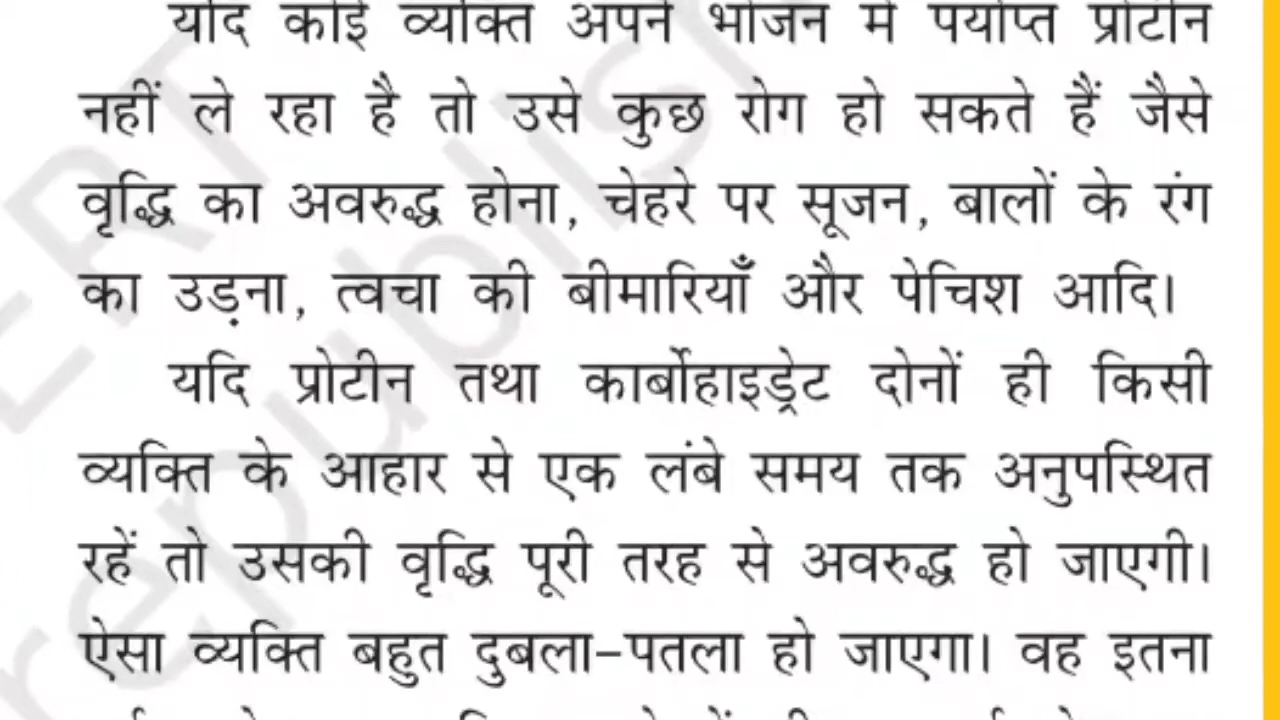 यदि कोई व्यक्ति अपने भोजन में पर्याप्त प्रोटीन
नहीं ले रहा है तो उसे कुछ रोग हो सकते हैं जैसे
वृद्धि का अवरुद्ध होना, चेहरे पर सूजन, बालों के रंग
का उड़ना, त्वचा की बीमारियाँ और पेचिश आदि।
यदि प्रोटीन तथा कार्बोहाइड्रेट दोनों ही किसी
व्यक्ति के आहार से एक लंबे समय तक अनुपस्थित
रहें तो उसकी वृद्धि पूरी तरह से अवरुद्ध हो जाएगी।
ऐसा व्यक्ति बहुत दुबला-पतला हो जाएगा। वह इतना